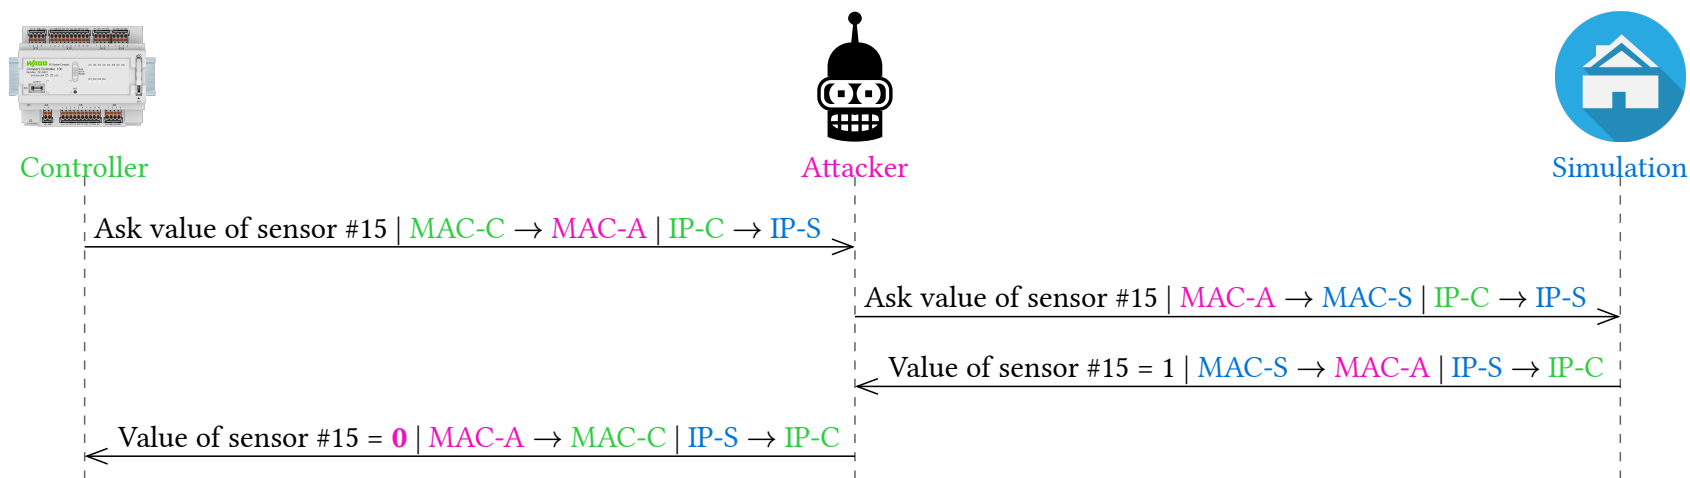 WAGO
Controller
Attacker
Simulation
Ask value of sensor #15 | MAC-C → MAC-A | IP-C → IP-S
Ask value of sensor #15 | MAC-A → MAC-S | IP-C → IP-S
Value of sensor #15 = 1 | MAC-S → MAC-A | IP-S → IP-C
Value of sensor #15 = 0 | MAC-A → MAC-C | IP-S → IP-C